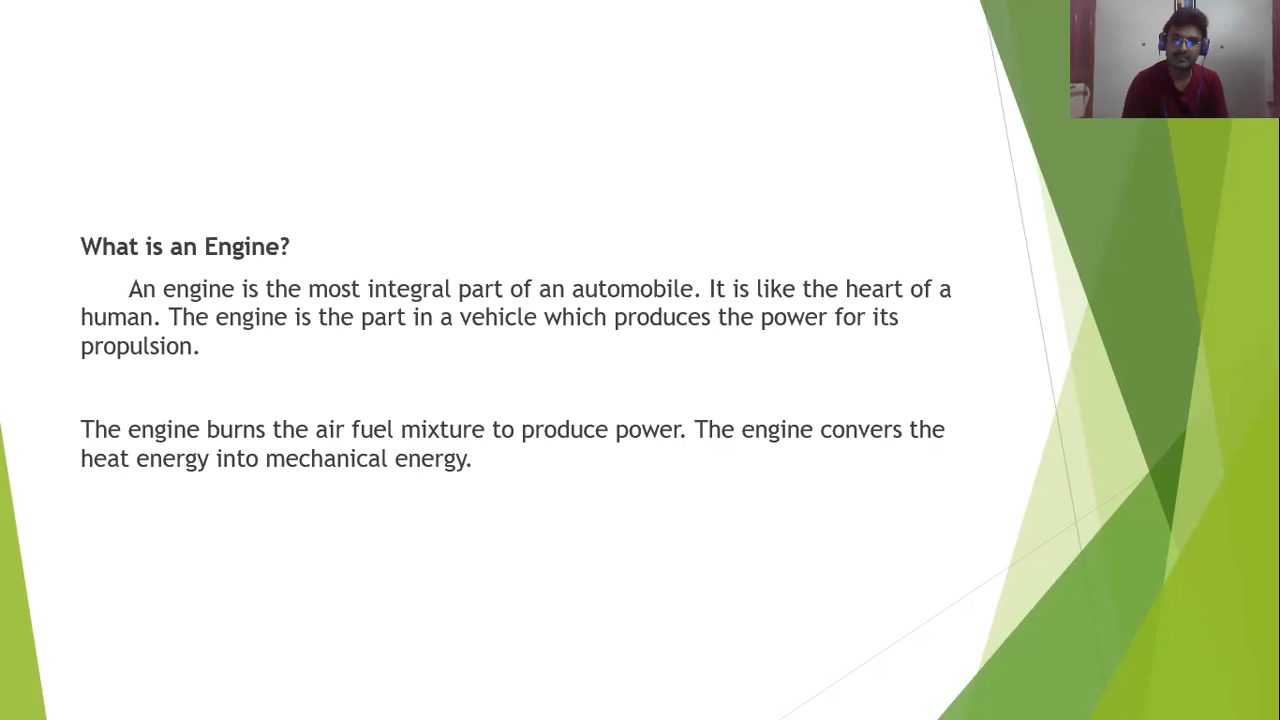 What is an Engine?
An engine is the most integral part of an automobile. It is like the heart of a
human. The engine is the part in a vehicle which produces the power for its
propulsion.
The engine burns the air fuel mixture to produce power. The engine convers the
heat energy into mechanical energy.